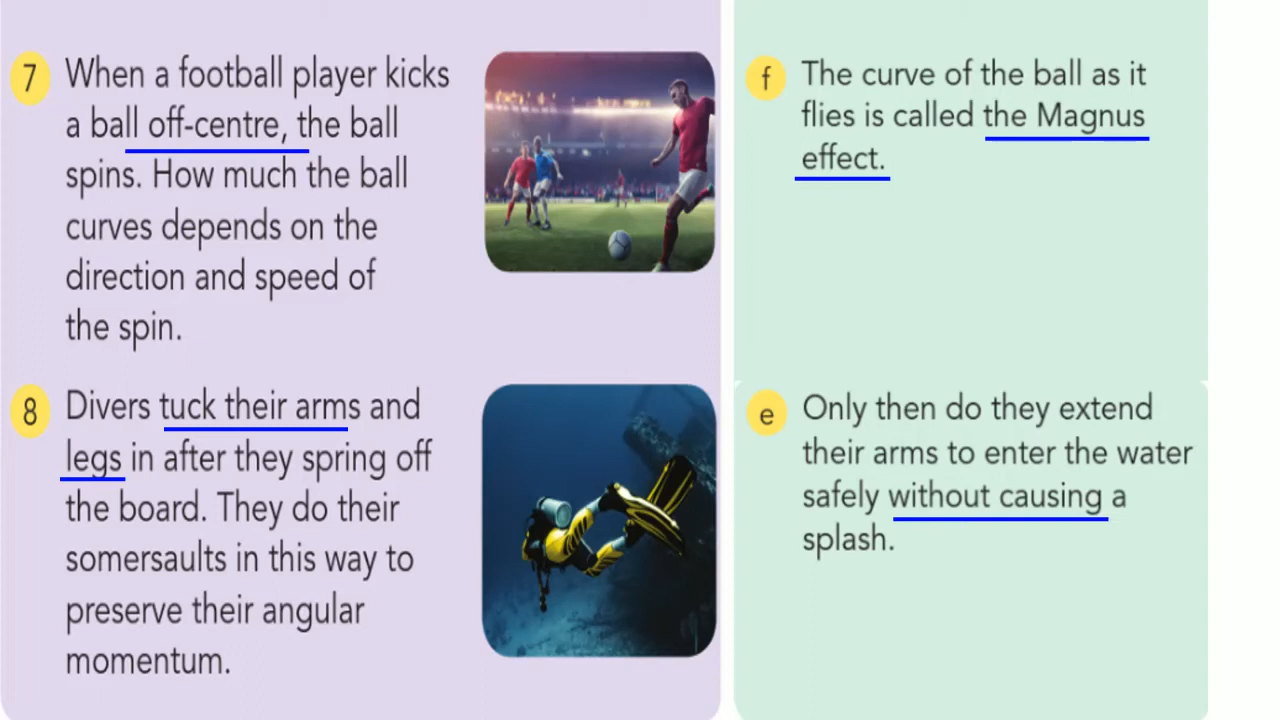 7
When a football player kicks
a ball off-centre, the ball
spins. How much the ball
curves depends on the
direction and speed of
the spin.
f
The curve of the ball as it
flies is called the Magnus
effect.
8
Divers tuck their arms and
legs in after they spring off
the board. They do their
somersaults in this way to
preserve their angular
momentum.
e
Only then do they extend
their arms to enter the water
safely without causing a
splash.